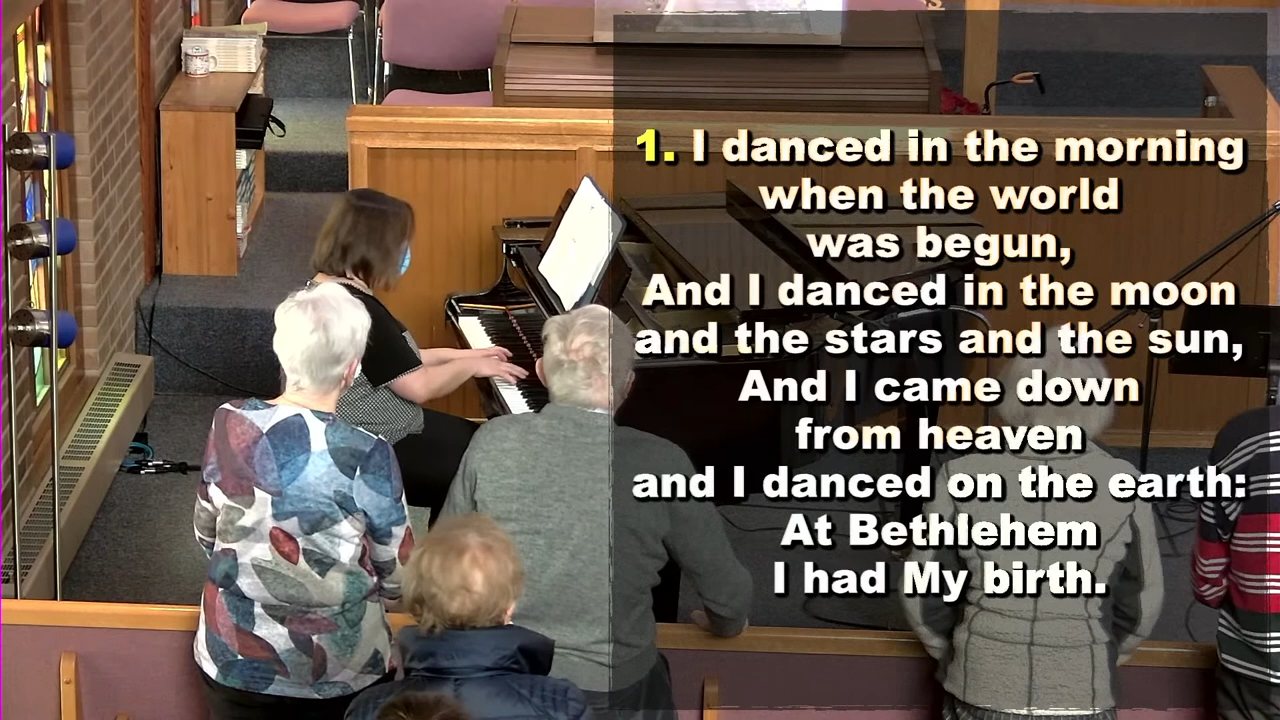 1. I danced in the morning
when the world
was begun,
And I danced in the moon
and the stars and the sun,
And I came down
from heaven
and I danced on the earth:
At Bethlehem
I had My birth.